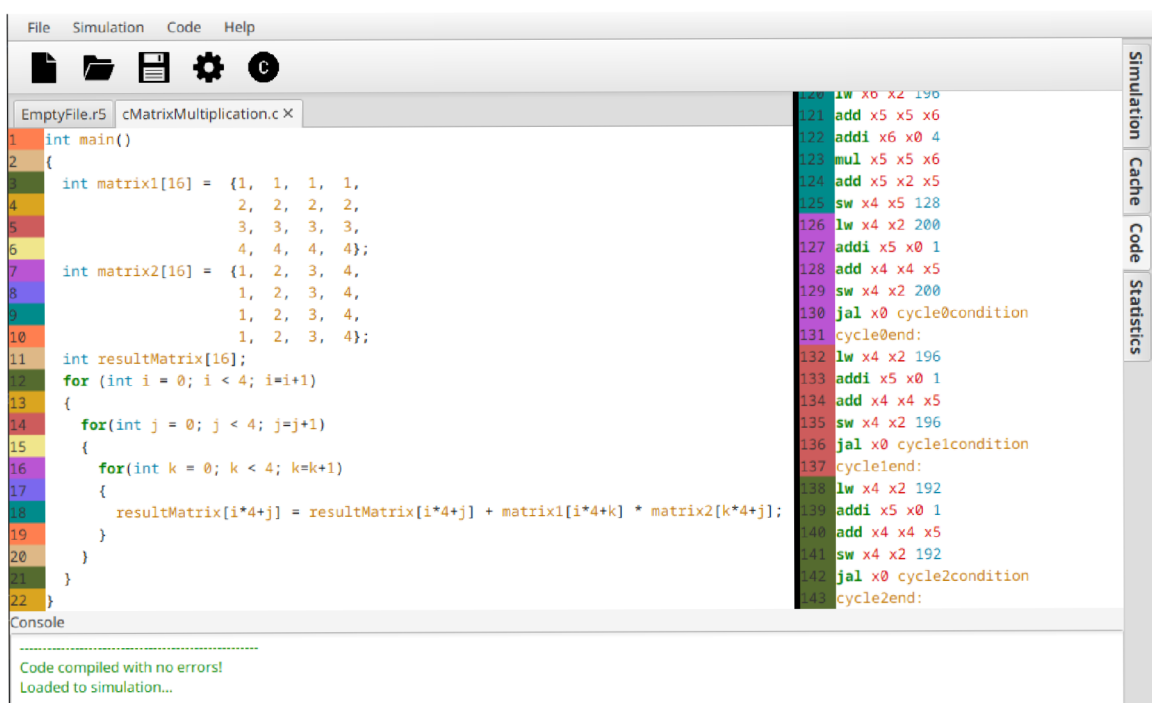 File Simulation Code Help
C
EmptyFile.r5 cMatrixMultiplication.c ×
1 int main()
2 {
3 int matrix1[16] = {1, 1, 1, 1,
4 2, 2, 2, 2,
5 3, 3, 3, 3,
6 4, 4, 4, 4};
7 int matrix2[16] = {1, 2, 3, 4,
8 1, 2, 3, 4,
9 1, 2, 3, 4,
10 1, 2, 3, 4};
11 int resultMatrix[16];
12 for (int i = 0; i < 4; i=i+1)
13 {
14 for(int j = 0; j < 4; j=j+1)
15 {
16 for(int k = 0; k < 4; k=k+1)
17 {
18 resultMatrix[i*4+j] = resultMatrix[i*4+j] + matrix1[i*4+k] * matrix2[k*4+j];
19 }
20 }
21 }
22 }
120 lw x6 x2 196
121 add x5 x5 x6
122 addi x6 x0 4
123 mul x5 x5 x6
124 add x5 x2 x5
125 sw x4 x5 128
126 lw x4 x2 200
127 addi x5 x0 1
128 add x4 x4 x5
129 sw x4 x2 200
130 jal x0 cycle0condition
131 cycle0end:
132 lw x4 x2 196
133 addi x5 x0 1
134 add x4 x4 x5
135 sw x4 x2 196
136 jal x0 cycle1condition
137 cycle1end:
138 lw x4 x2 192
139 addi x5 x0 1
140 add x4 x4 x5
141 sw x4 x2 192
142 jal x0 cycle2condition
143 cycle2end:
Simulation
Cache
Code
Statistics
Console
----------------------------------------------------
Code compiled with no errors!
Loaded to simulation...